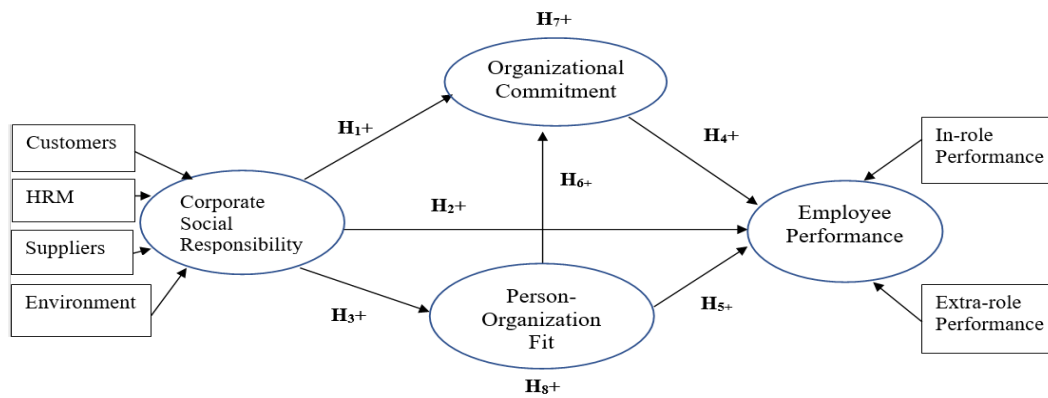 H₇+
Organizational
Commitment
H₁+
H₄+
Customers
In-role
Performance
HRM
H₆+
Corporate
Social
Responsibility
H₂+
Employee
Performance
Suppliers
Environment
Person-
Organization
Fit
H₃+
H₅+
Extra-role
Performance
H₈+